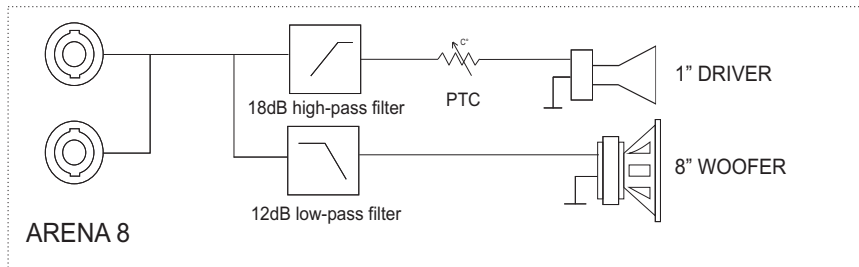 C°
18dB high-pass filter
PTC
1” DRIVER
12dB low-pass filter
8” WOOFER
ARENA 8